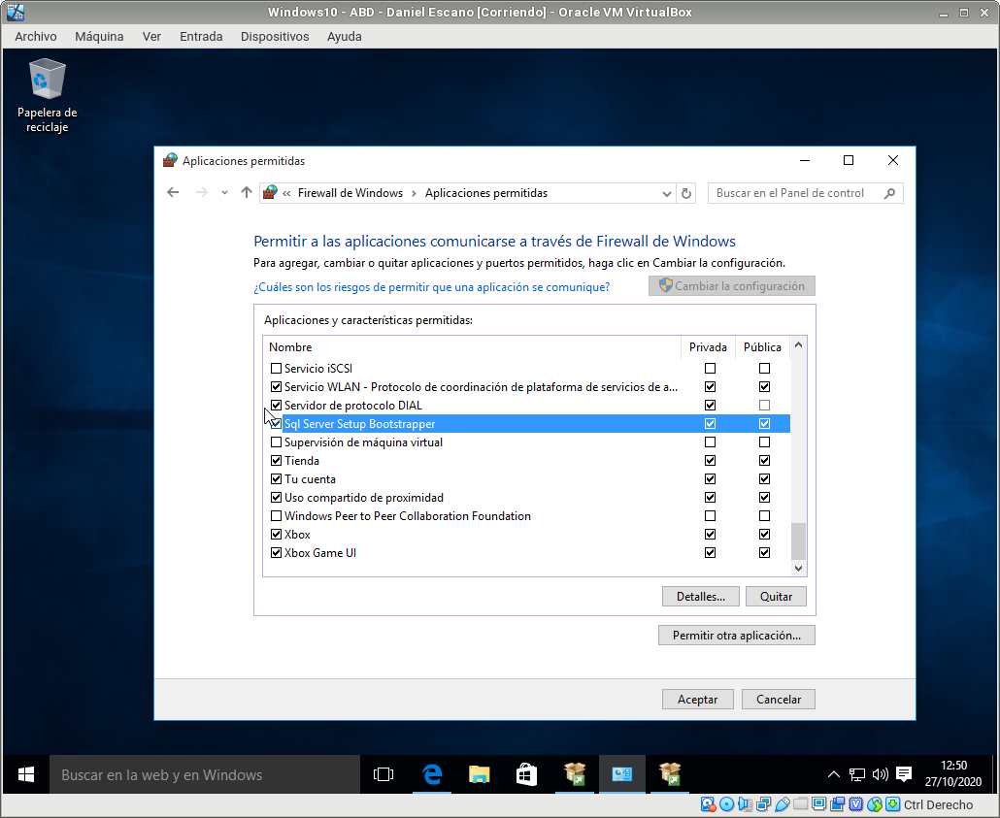 Windows10 - ABD - Daniel Escano [Corriendo] - Oracle VM VirtualBox
Archivo Máquina Ver Entrada Dispositivos Ayuda
Papelera de
reciclaje
Aplicaciones permitidas
« Firewall de Windows › Aplicaciones permitidas
Buscar en el Panel de control
Permitir a las aplicaciones comunicarse a través de Firewall de Windows
Para agregar, cambiar o quitar aplicaciones y puertos permitidos, haga clic en Cambiar la configuración.
¿Cuáles son los riesgos de permitir que una aplicación se comunique?
Cambiar la configuración
Aplicaciones y características permitidas:
Nombre Privada Pública
Servicio iSCSI
Servicio WLAN - Protocolo de coordinación de plataforma de servicios de a...
Servidor de protocolo DIAL
Sql Server Setup Bootstrapper
Supervisión de máquina virtual
Tienda
Tu cuenta
Uso compartido de proximidad
Windows Peer to Peer Collaboration Foundation
Xbox
Xbox Game UI
Detalles... Quitar
Permitir otra aplicación...
Aceptar Cancelar
Buscar en la web y en Windows
12:50
27/10/2020
Ctrl Derecho